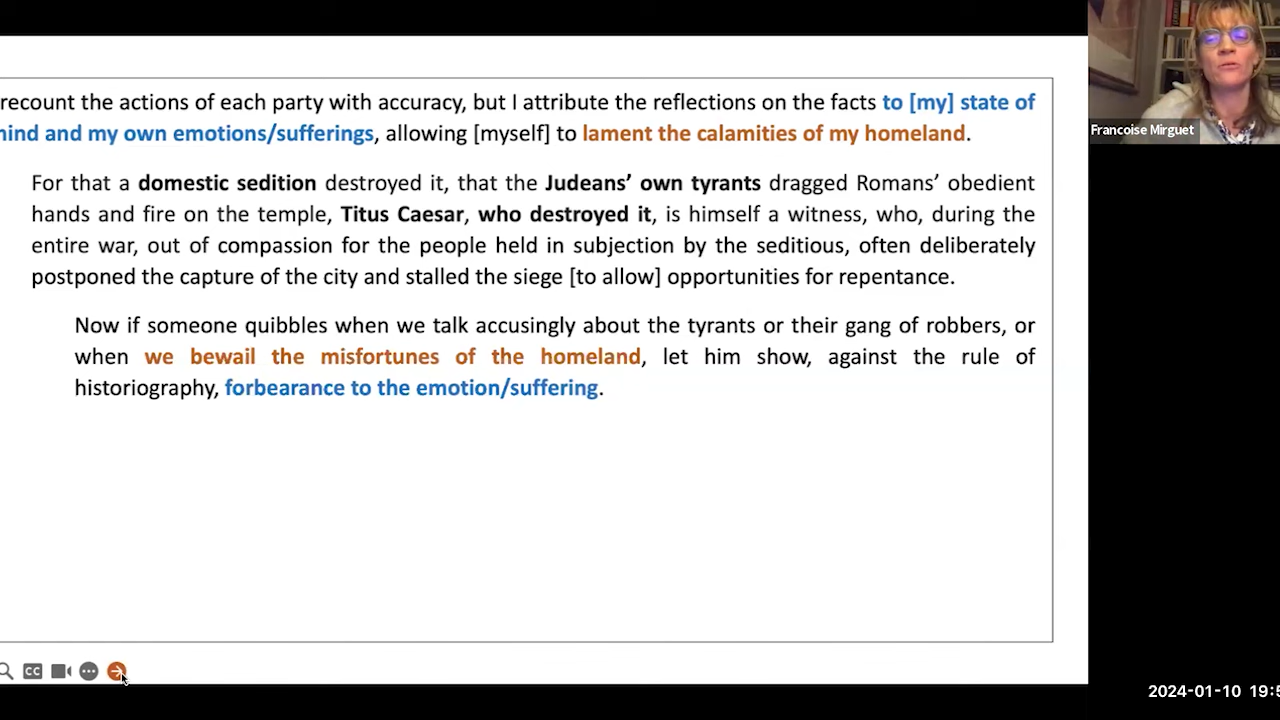 recount the actions of each party with accuracy, but I attribute the reflections on the facts to [my] state of
mind and my own emotions/sufferings, allowing [myself] to lament the calamities of my homeland.
For that a domestic sedition destroyed it, that the Judeans’ own tyrants dragged Romans’ obedient
hands and fire on the temple, Titus Caesar, who destroyed it, is himself a witness, who, during the
entire war, out of compassion for the people held in subjection by the seditious, often deliberately
postponed the capture of the city and stalled the siege [to allow] opportunities for repentance.
Now if someone quibbles when we talk accusingly about the tyrants or their gang of robbers, or
when we bewail the misfortunes of the homeland, let him show, against the rule of
historiography, forbearance to the emotion/suffering.
Francoise Mirguet
CC
2024-01-10 19:5